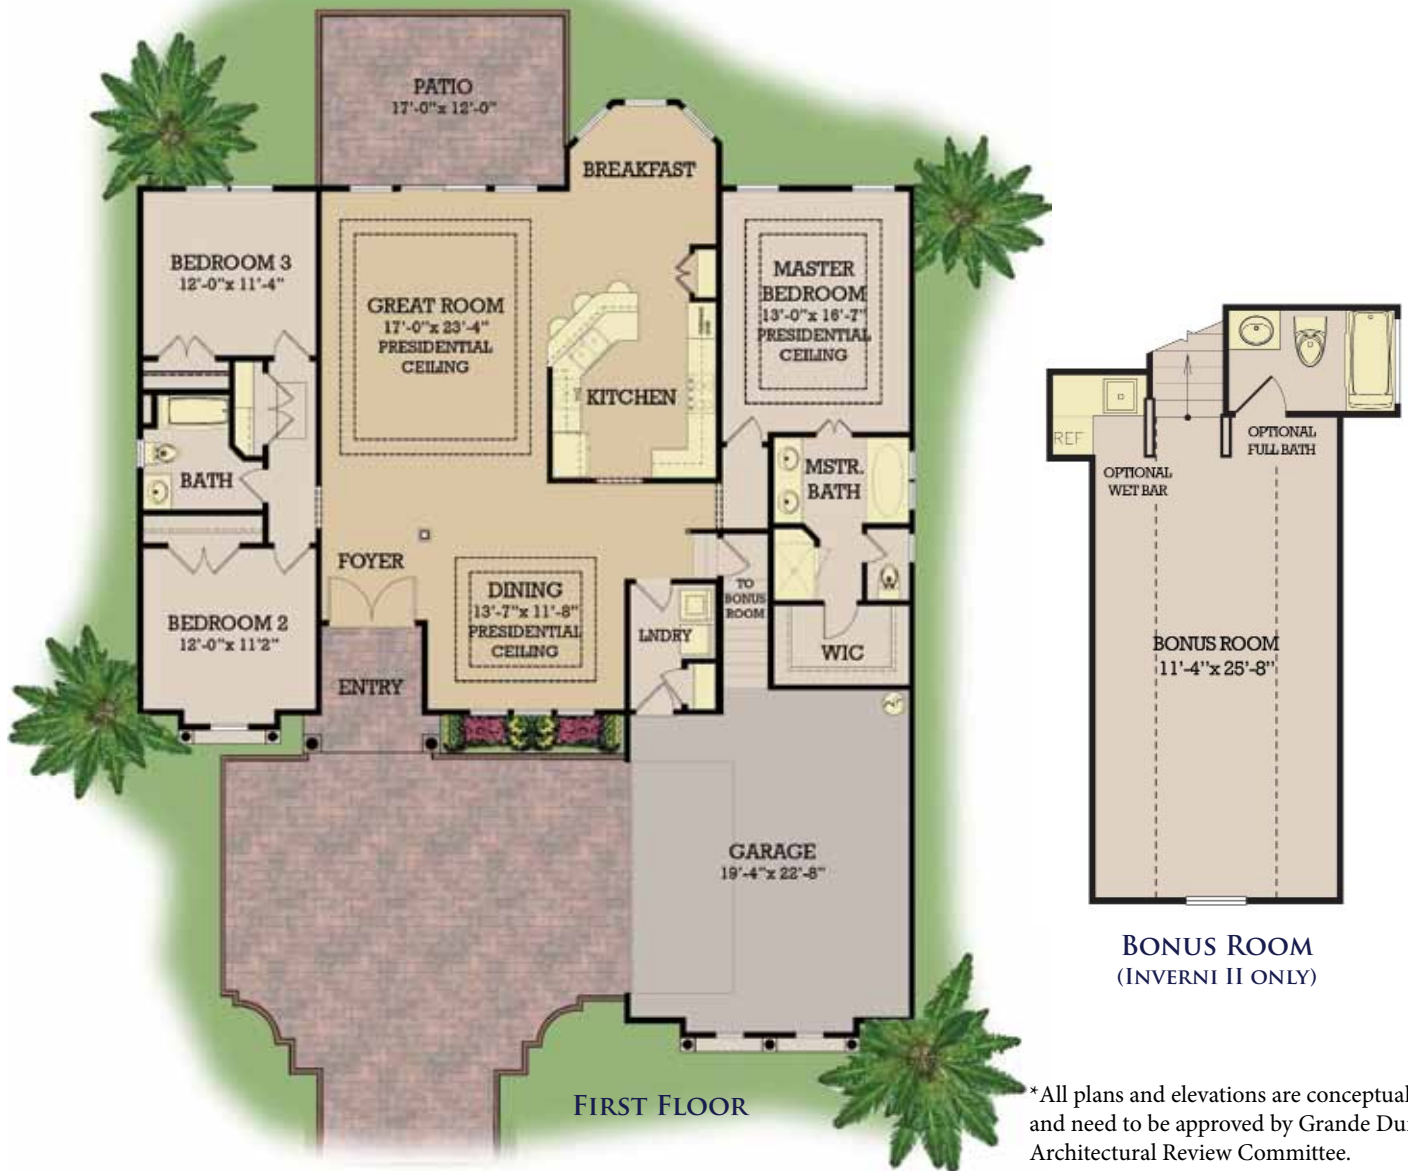 PATIO
17'-0"x 12'-0"
BREAKFAST
BEDROOM 3
12'-0"x 11'-4"
GREAT ROOM
17'-0"x 23'-4"
PRESIDENTIAL
CEILING
MASTER
BEDROOM
13'-0"x 16'-7"
PRESIDENTIAL
CEILING
KITCHEN
BATH
MSTR.
BATH
FOYER
DINING
13'-7"x 11'-8"
PRESIDENTIAL
CEILING
TO
BONUS
ROOM
BEDROOM 2
12'-0"x 11'2"
LNDRY
WIC
ENTRY
GARAGE
19'-4"x 22'-8"
FIRST FLOOR
REF
OPTIONAL
WET BAR
OPTIONAL
FULL BATH
BONUS ROOM
11'-4"x 25'-8"
BONUS ROOM
(INVERNI II ONLY)
*All plans and elevations are conceptual
and need to be approved by Grande
Architectural Review Committee.